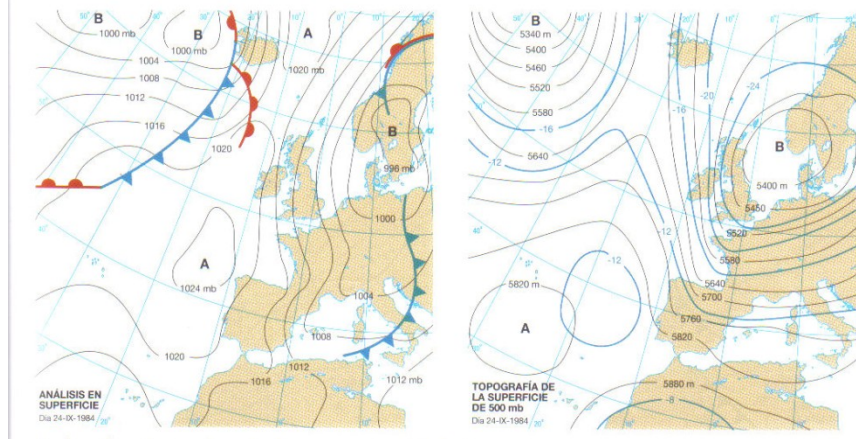 B
1000 mb
1004
1008
1012
1016
B
1000 mb
A
1020 mb
1020
B
996 mb
1000
A
1024 mb
1004
1008
1020
1016
1012
1012 mb
ANÁLISIS EN
SUPERFICIE
Día 24-IX-1984
B
5340 m
5400
5460
5520
5580
-16
5640
-12
-20
-16
-24
B
5400 m
5450
5520
5580
5640
5700
5760
5820
-12
-12
5820 m
A
5880 m
-8
TOPOGRAFÍA DE
LA SUPERFICIE
DE 500 mb
Día 24-IX-1984